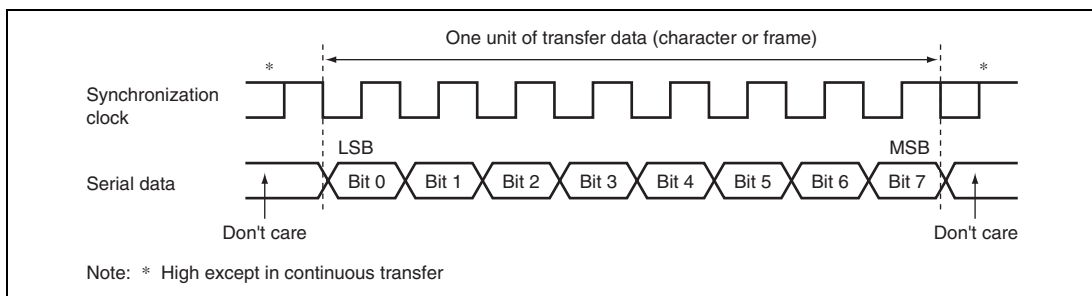 One unit of transfer data (character or frame)
* *
Synchronization
clock
LSB MSB
Serial data Bit 0 Bit 1 Bit 2 Bit 3 Bit 4 Bit 5 Bit 6 Bit 7
Don't care Don't care
Note: * High except in continuous transfer